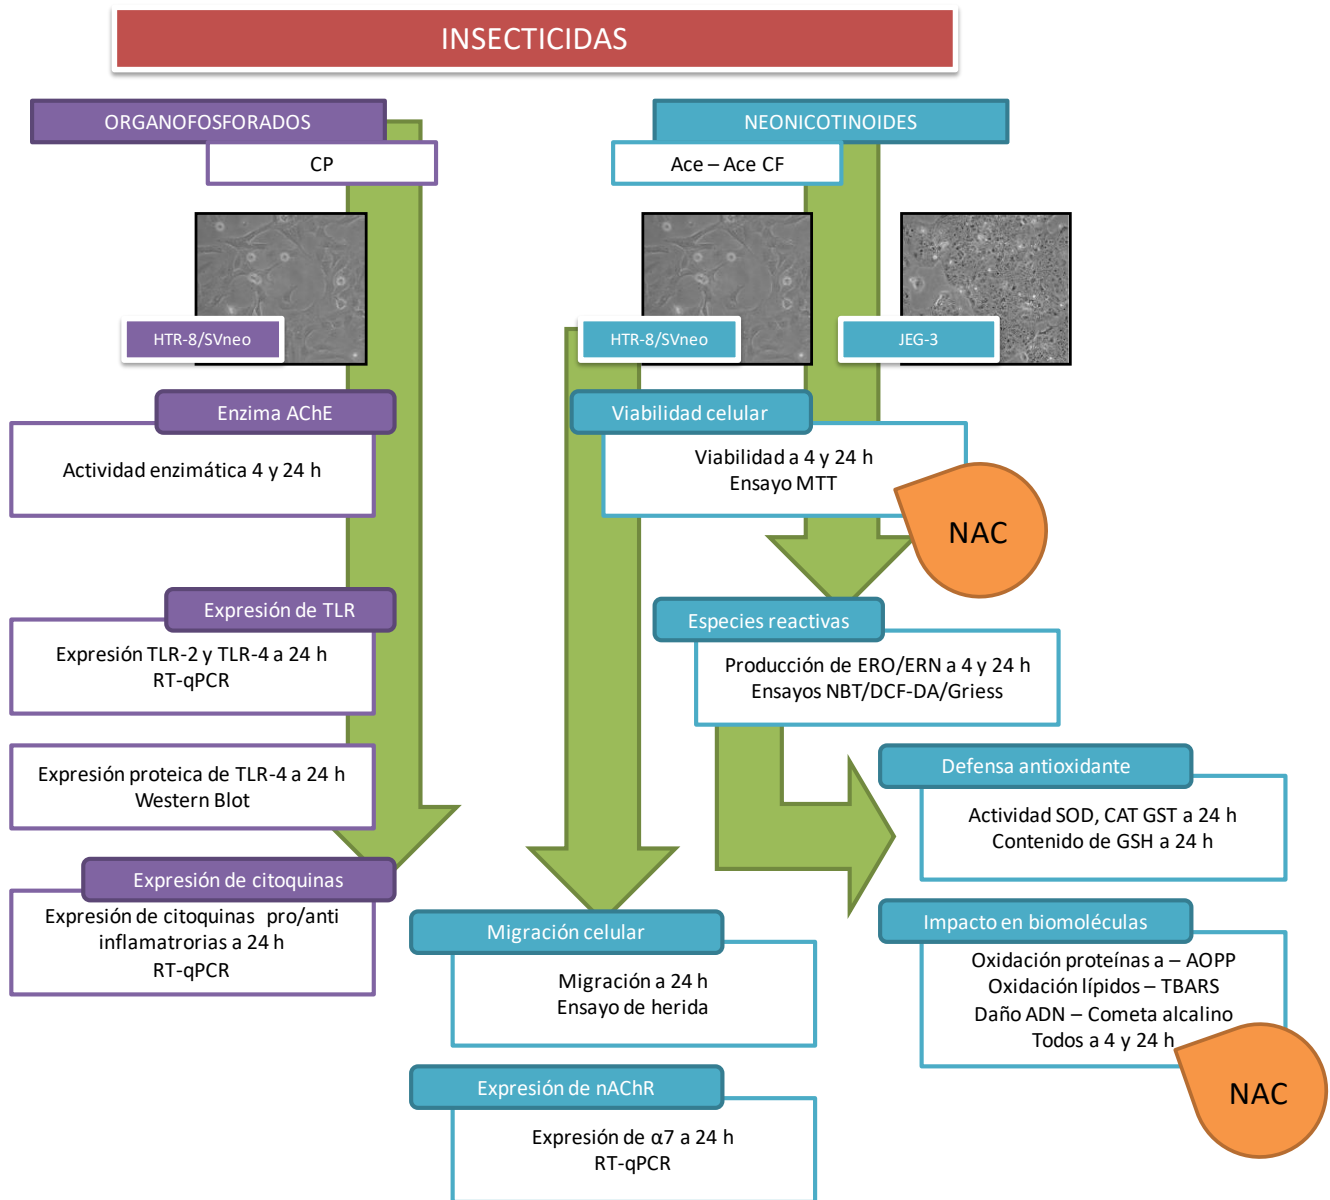 INSECTICIDAS
ORGANOFOSFORADOS
CP
HTR-8/SVneo
Enzima AChE
Actividad enzimática 4 y 24 h
Expresión de TLR
Expresión TLR-2 y TLR-4 a 24 h
RT-qPCR
Expresión proteica de TLR-4 a 24 h
Western Blot
Expresión de citoquinas
Expresión de citoquinas pro/anti
inflamatrorias a 24 h
RT-qPCR
NEONICOTINOIDES
Ace – Ace CF
HTR-8/SVneo
JEG-3
Viabilidad celular
Viabilidad a 4 y 24 h
Ensayo MTT
NAC
Especies reactivas
Producción de ERO/ERN a 4 y 24 h
Ensayos NBT/DCF-DA/Griess
Defensa antioxidante
Actividad SOD, CAT GST a 24 h
Contenido de GSH a 24 h
Impacto en biomoléculas
Oxidación proteínas a – AOPP
Oxidación lípidos – TBARS
Daño ADN – Cometa alcalino
Todos a 4 y 24 h
NAC
Migración celular
Migración a 24 h
Ensayo de herida
Expresión de nAChR
Expresión de α7 a 24 h
RT-qPCR